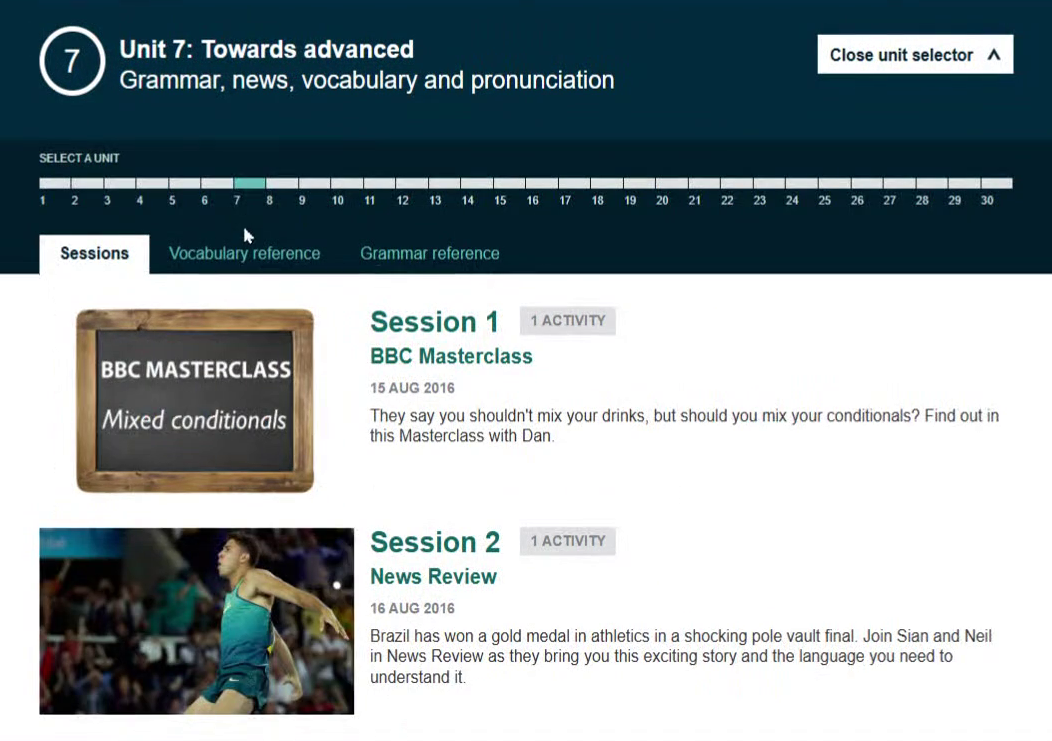 7
Unit 7: Towards advanced
Grammar, news, vocabulary and pronunciation
Close unit selector
SELECT A UNIT
1 2 3 4 5 6 7 8 9 10 11 12 13 14 15 16 17 18 19 20 21 22 23 24 25 26 27 28 29 30
Sessions Vocabulary reference Grammar reference
BBC MASTERCLASS
Mixed conditionals
Session 1 1 ACTIVITY
BBC Masterclass
15 AUG 2016
They say you shouldn't mix your drinks, but should you mix your conditionals? Find out in
this Masterclass with Dan.
Session 2 1 ACTIVITY
News Review
16 AUG 2016
Brazil has won a gold medal in athletics in a shocking pole vault final. Join Sian and Neil
in News Review as they bring you this exciting story and the language you need to
understand it.